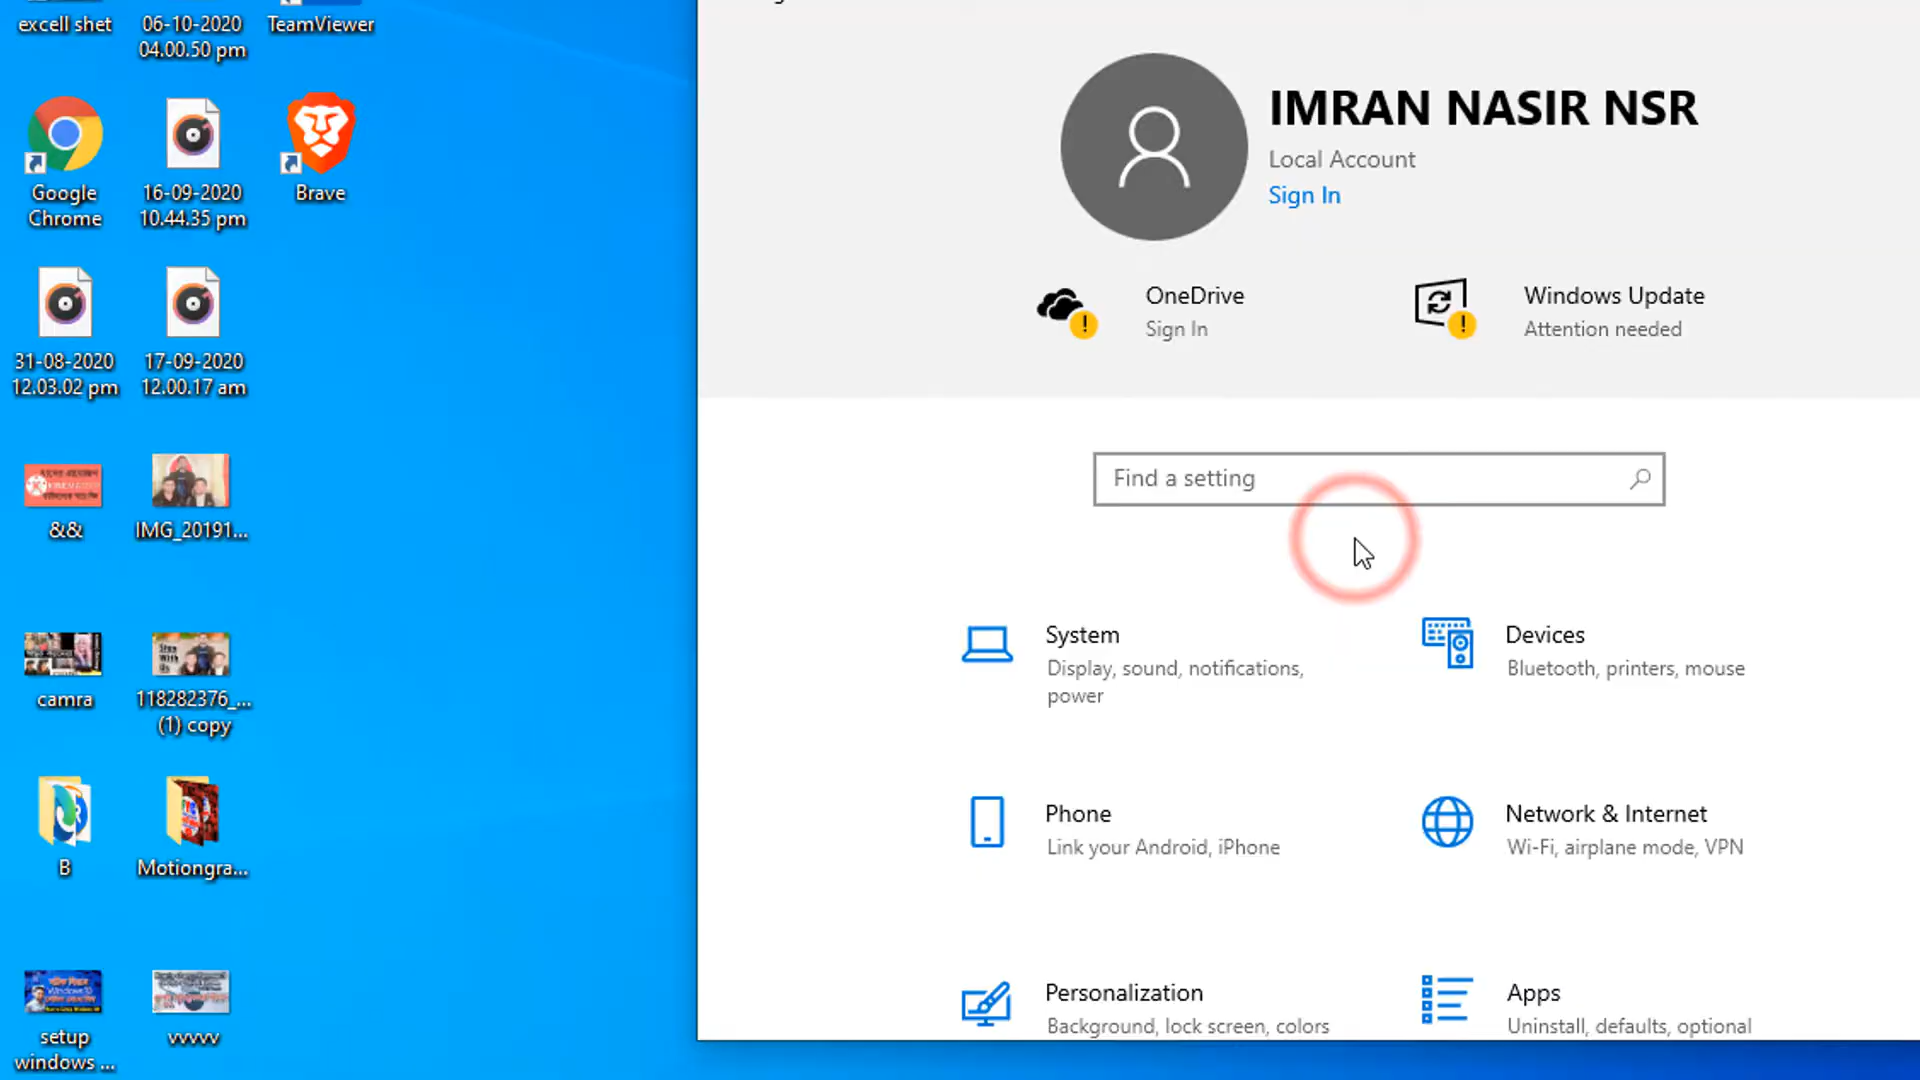 excell shet
06-10-2020
04.00.50 pm
TeamViewer
Google
Chrome
16-09-2020
10.44.35 pm
Brave
31-08-2020
12.03.02 pm
17-09-2020
12.00.17 am
&&
IMG_20191...
camra
118282376_...
(1) copy
B
Motiongra...
setup
windows ...
vvvvv
IMRAN NASIR NSR
Local Account
Sign In
OneDrive
Sign In
Windows Update
Attention needed
Find a setting
System
Display, sound, notifications,
power
Devices
Bluetooth, printers, mouse
Phone
Link your Android, iPhone
Network & Internet
Wi-Fi, airplane mode, VPN
Personalization
Background, lock screen, colors
Apps
Uninstall, defaults, optional